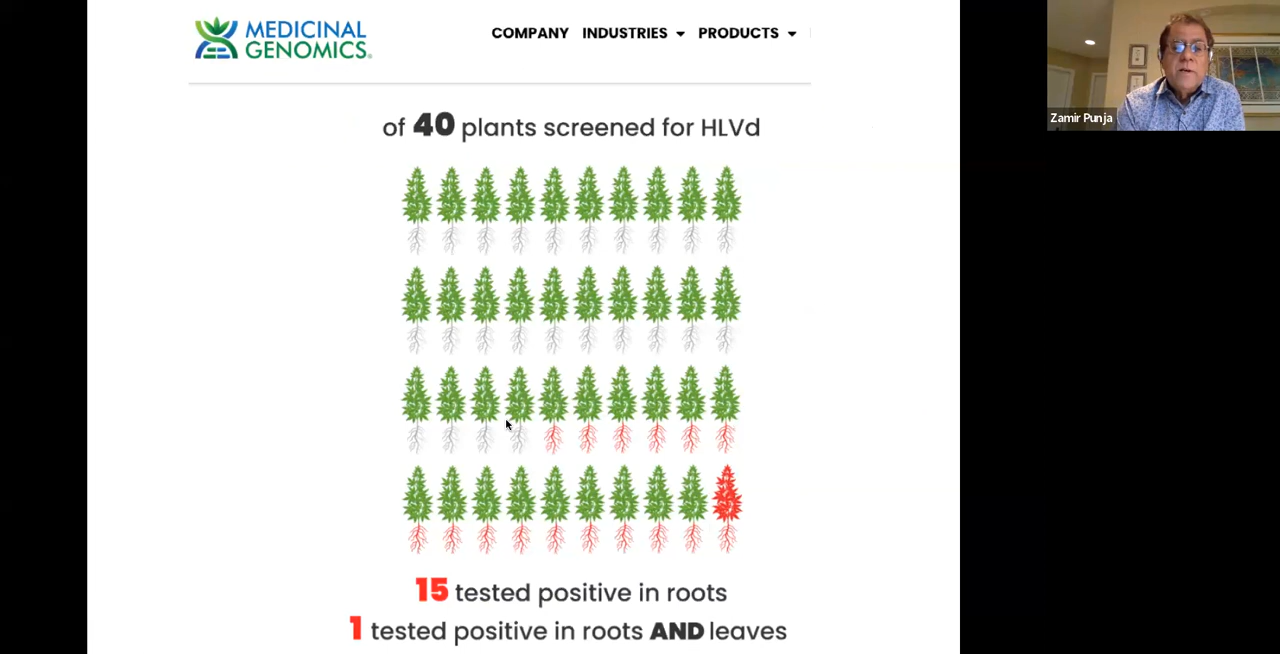 MEDICINAL
GENOMICS®
COMPANY INDUSTRIES PRODUCTS
Zamir Punja
of 40 plants screened for HLVd
15 tested positive in roots
1 tested positive in roots AND leaves